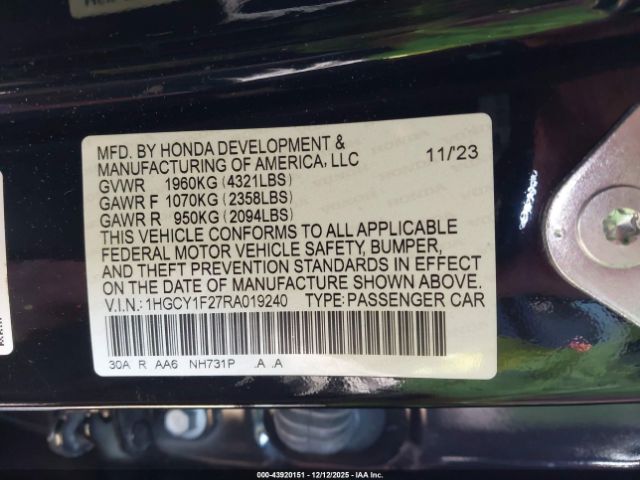 MFD. BY HONDA DEVELOPMENT &
MANUFACTURING OF AMERICA, LLC 11/23
GVWR 1960KG (4321LBS)
GAWR F 1070KG (2358LBS)
GAWR R 950KG (2094LBS)
THIS VEHICLE CONFORMS TO ALL APPLICABLE
FEDERAL MOTOR VEHICLE SAFETY, BUMPER,
AND THEFT PREVENTION STANDARDS IN EFFECT
ON THE DATE OF MANUFACTURE SHOWN ABOVE.
V.I.N.: 1HGCY1F27RA019240 TYPE: PASSENGER CAR
30A R AA6 NH731P .A .A
000-43920151 - 12/12/2025 - IAA Inc.